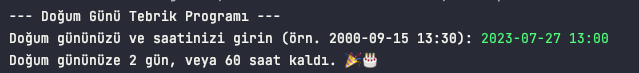 --- Doğum Günü Tebrik Programı ---
Doğum gününüzü ve saatinizi girin (örn. 2000-09-15 13:30): 2023-07-27 13:00
Doğum gününüze 2 gün, veya 60 saat kaldı. 🎉🎂